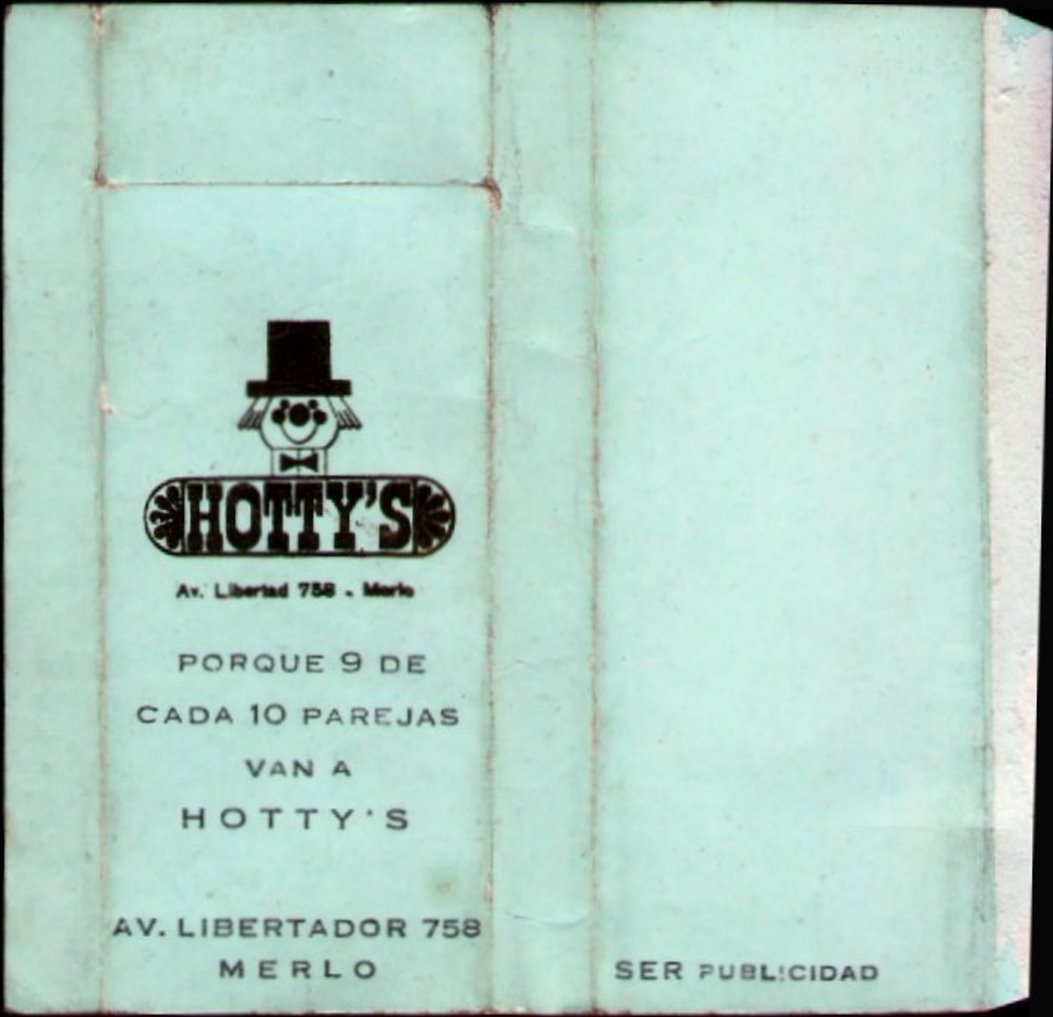 HOTTY'S
Av. Libertad 758 - Merlo
PORQUE 9 DE
CADA 10 PAREJAS
VAN A
HOTTY'S
AV. LIBERTADOR 758
MERLO
SER PUBLICIDAD